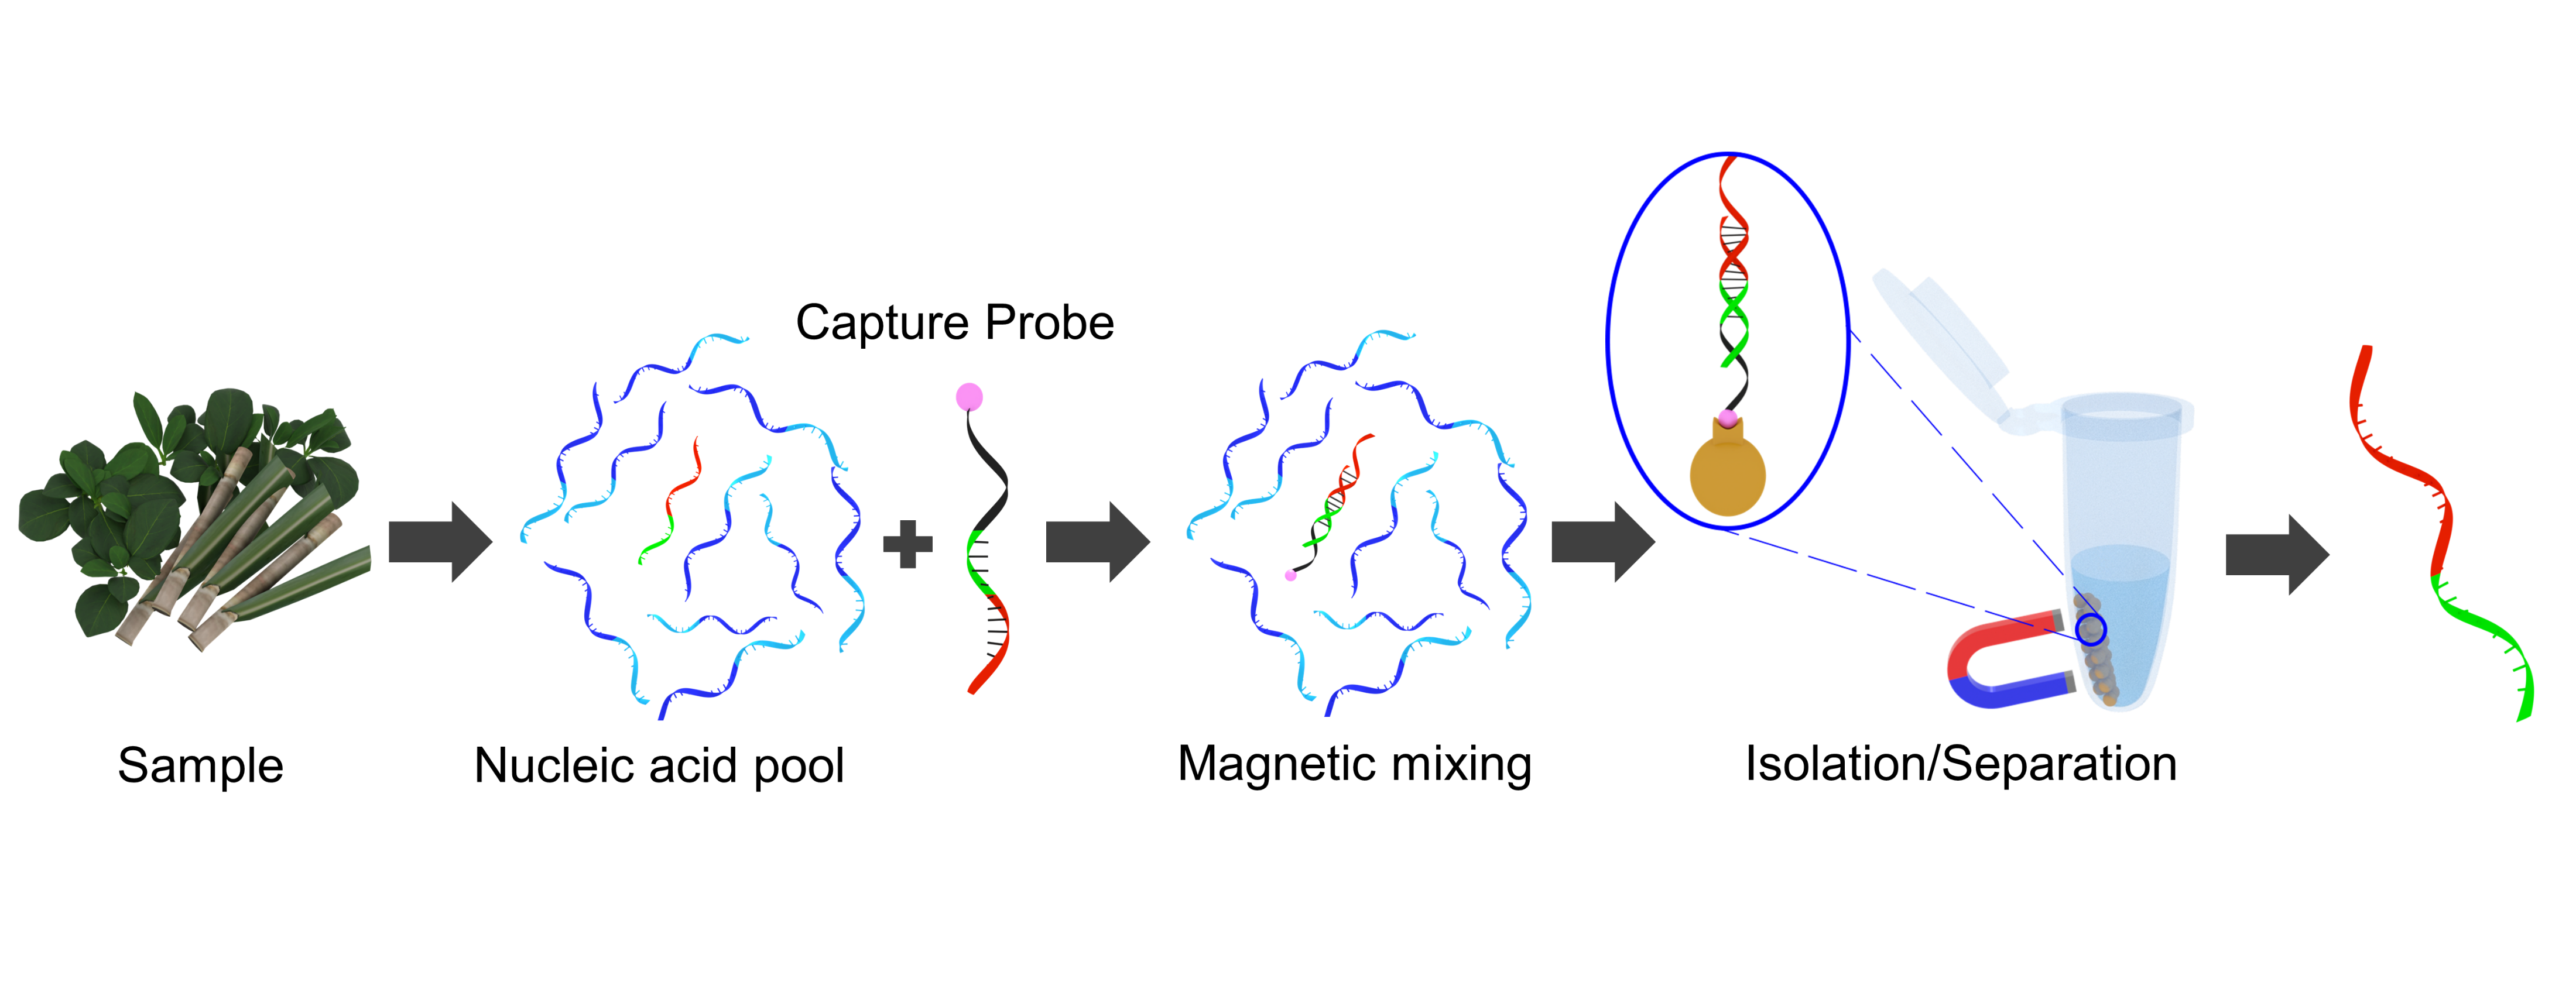 Capture Probe
Sample
Nucleic acid pool
Magnetic mixing
Isolation/Separation